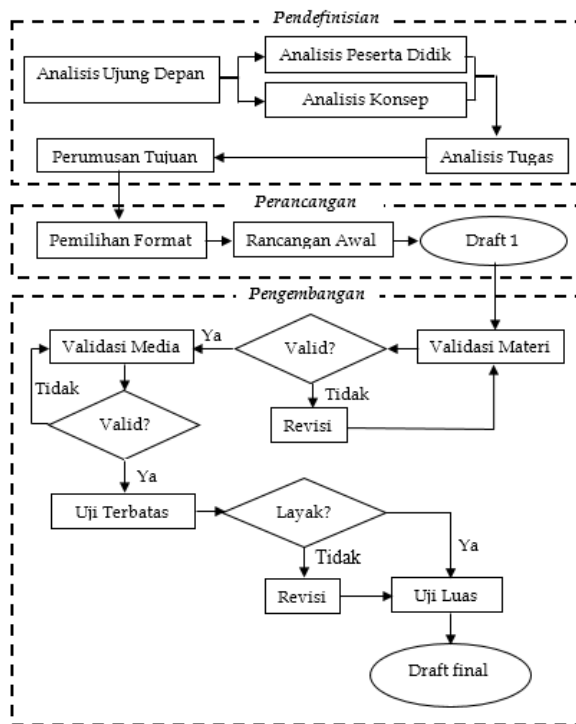 Pendefinisian
Analisis Ujung Depan
Analisis Peserta Didik
Analisis Konsep
Perumusan Tujuan
Analisis Tugas
Perancangan
Pemilihan Format
Rancangan Awal
Draft 1
Pengembangan
Validasi Media
Ya
Valid?
Validasi Materi
Tidak
Tidak
Valid?
Revisi
Ya
Uji Terbatas
Layak?
Ya
Tidak
Revisi
Uji Luas
Draft final